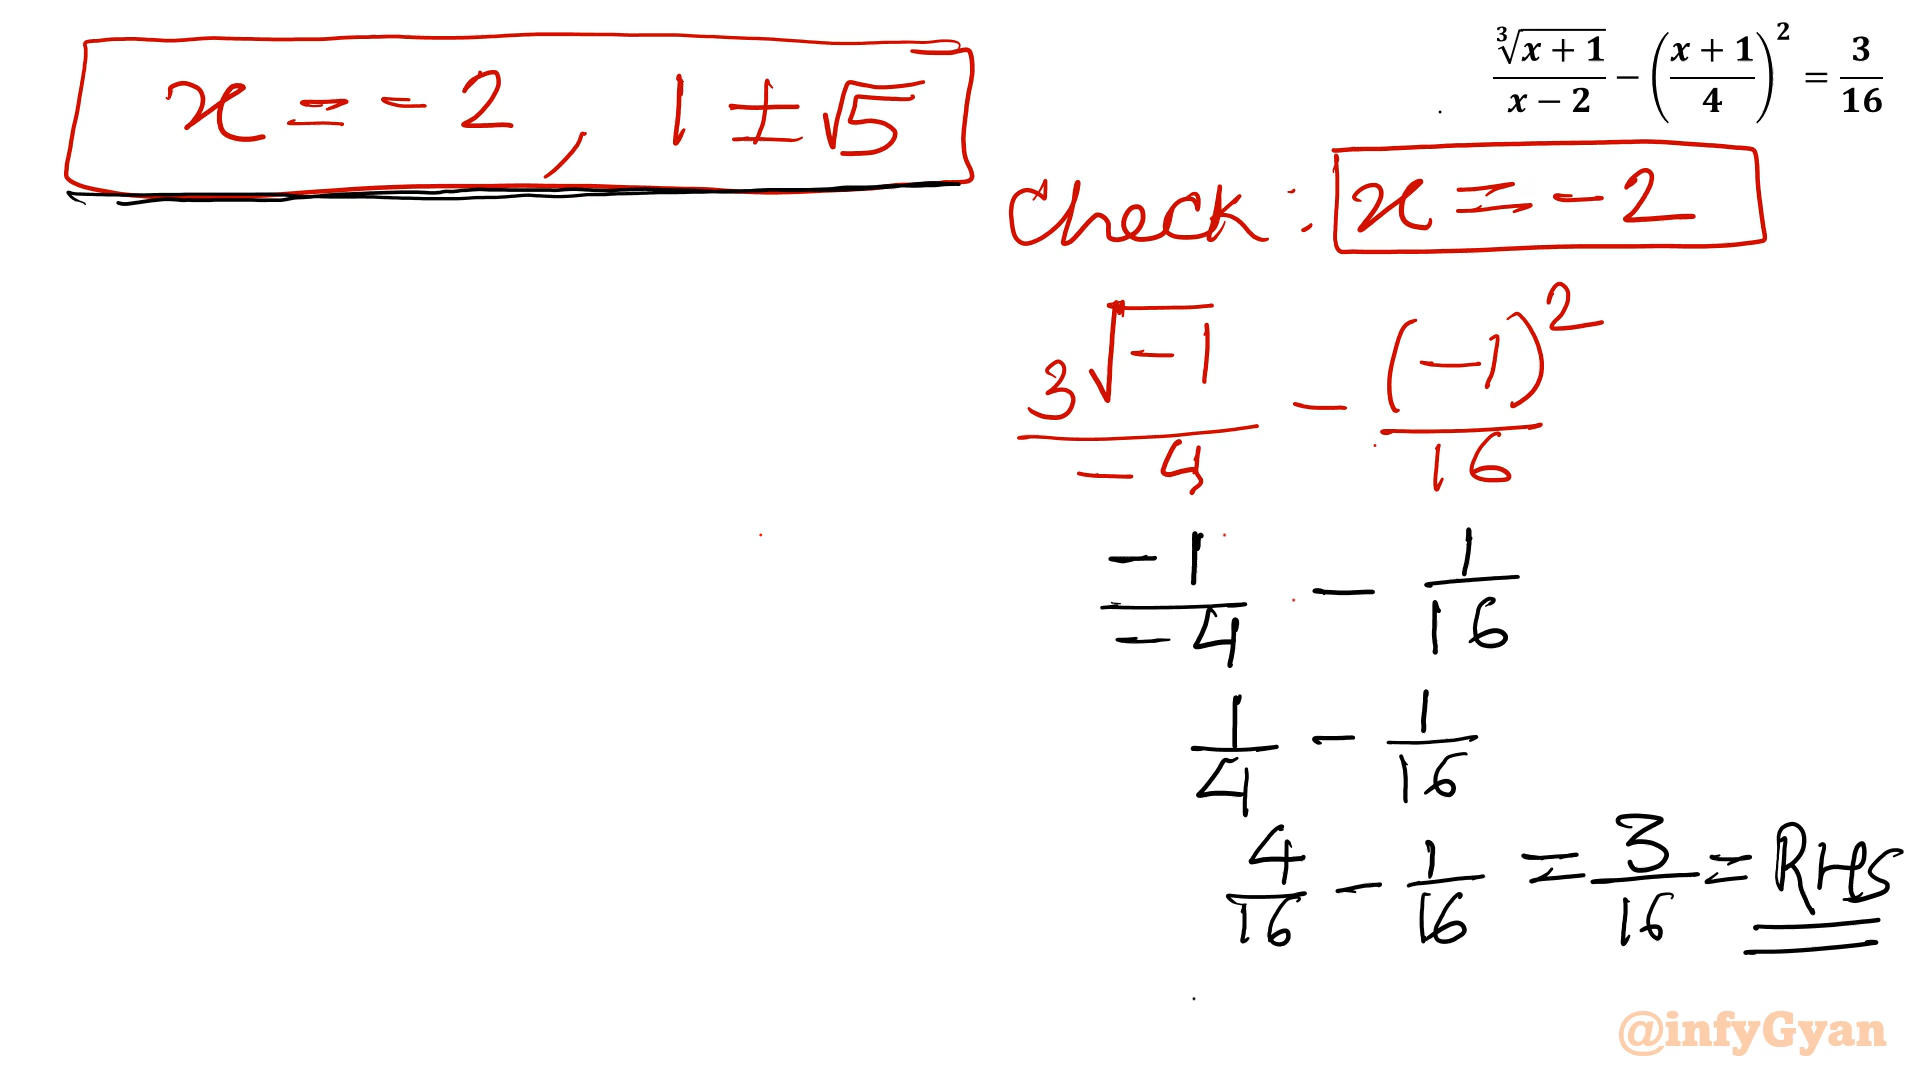 x = -2, 1 ± √5
∛(x + 1)/(x − 2) − ((x + 1)/4)² = 3/16
check : x = -2
3√-1/-4 - (-1)²/16
-1/-4 - 1/16
1/4 - 1/16
4/16 - 1/16 = 3/16 = RHS
@infyGyan